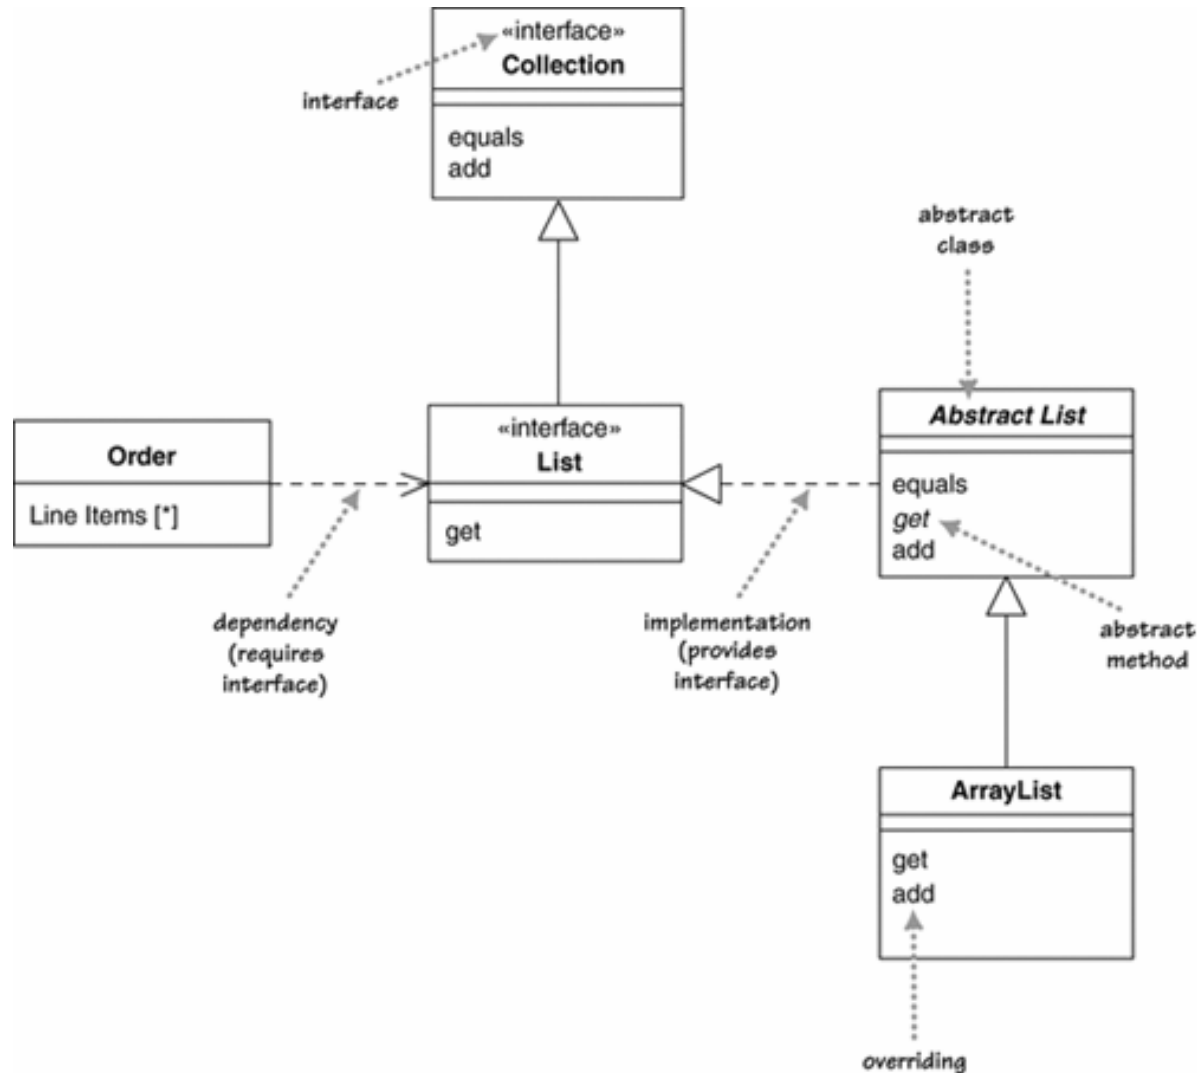 «interface»
Collection
interface
equals
add
abstract
class
Abstract List
equals
get
add
Order
Line Items [*]
«interface»
List
get
dependency
(requires
interface)
implementation
(provides
interface)
abstract
method
ArrayList
get
add
overriding